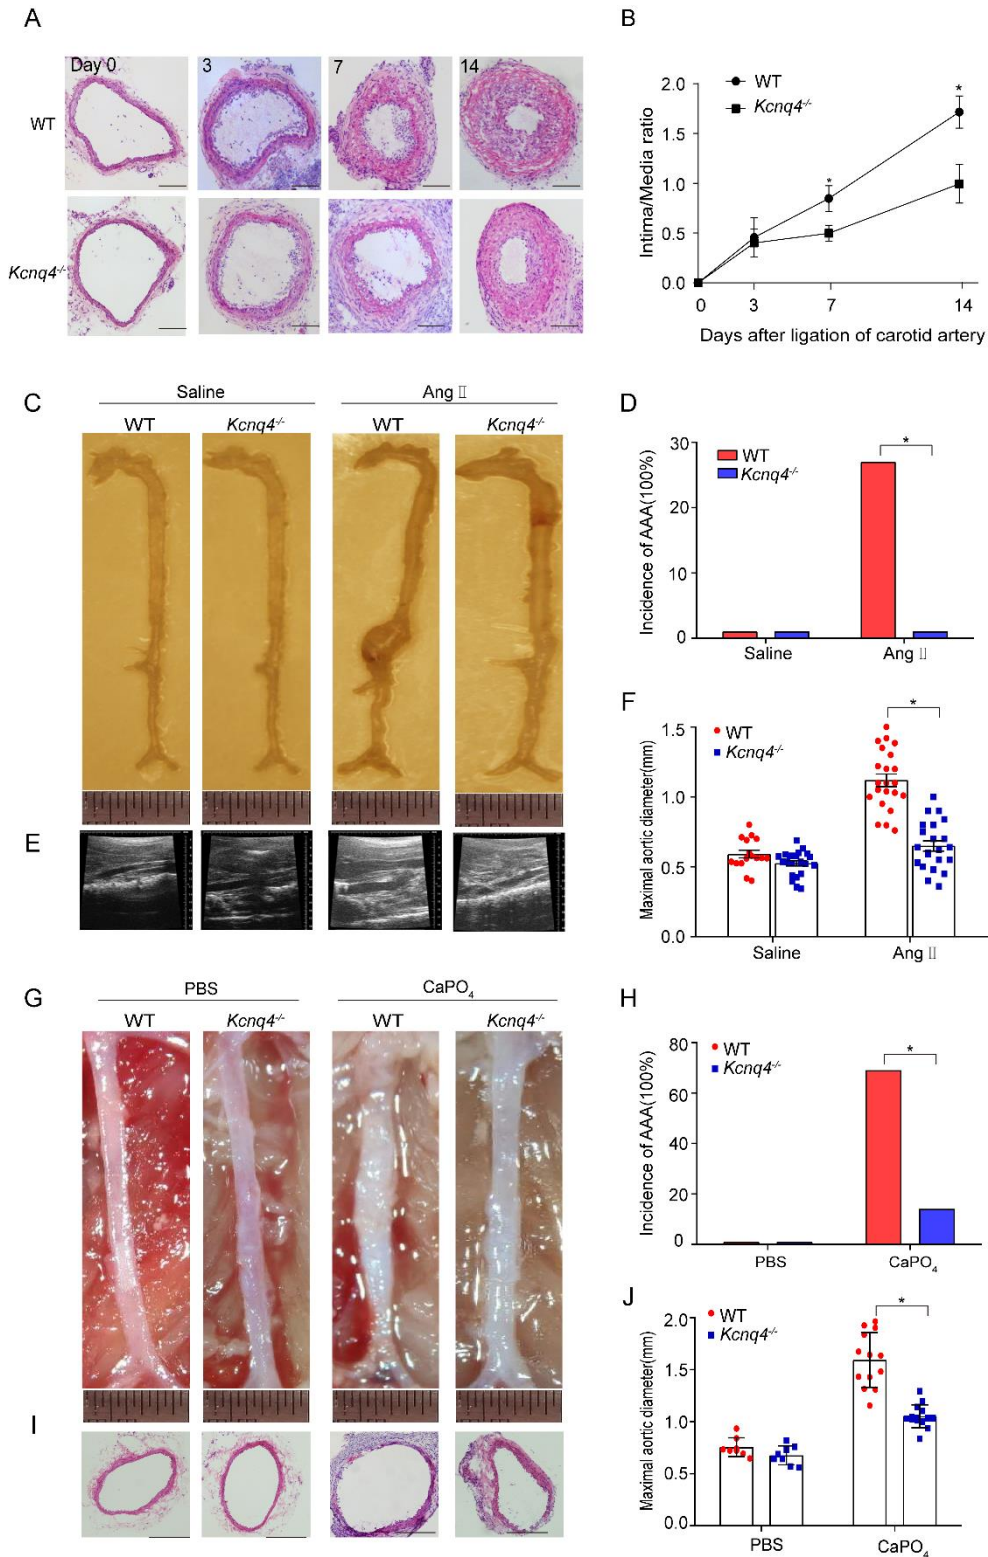 A
Day 0
3
7
14
WT
Kcnq4-/-
B
WT
Kcnq4-/-
*
*
Intima/Media ratio
2.0
1.5
1.0
0.5
0.0
0
3
7
14
Days after ligation of carotid artery
C
Saline
Ang Ⅱ
WT
Kcnq4-/-
WT
Kcnq4-/-
D
WT
Kcnq4-/-
*
Incidence of AAA(100%)
30
20
10
0
Saline
Ang Ⅱ
E
F
WT
Kcnq4-/-
*
Maximal aortic diameter(mm)
1.5
1.0
0.5
0.0
Saline
Ang Ⅱ
G
PBS
CaPO4
WT
Kcnq4-/-
WT
Kcnq4-/-
H
WT
Kcnq4-/-
*
Incidence of AAA(100%)
80
60
40
20
0
PBS
CaPO4
I
J
WT
Kcnq4-/-
*
Maximal aortic diameter(mm)
2.0
1.5
1.0
0.5
0.0
PBS
CaPO4